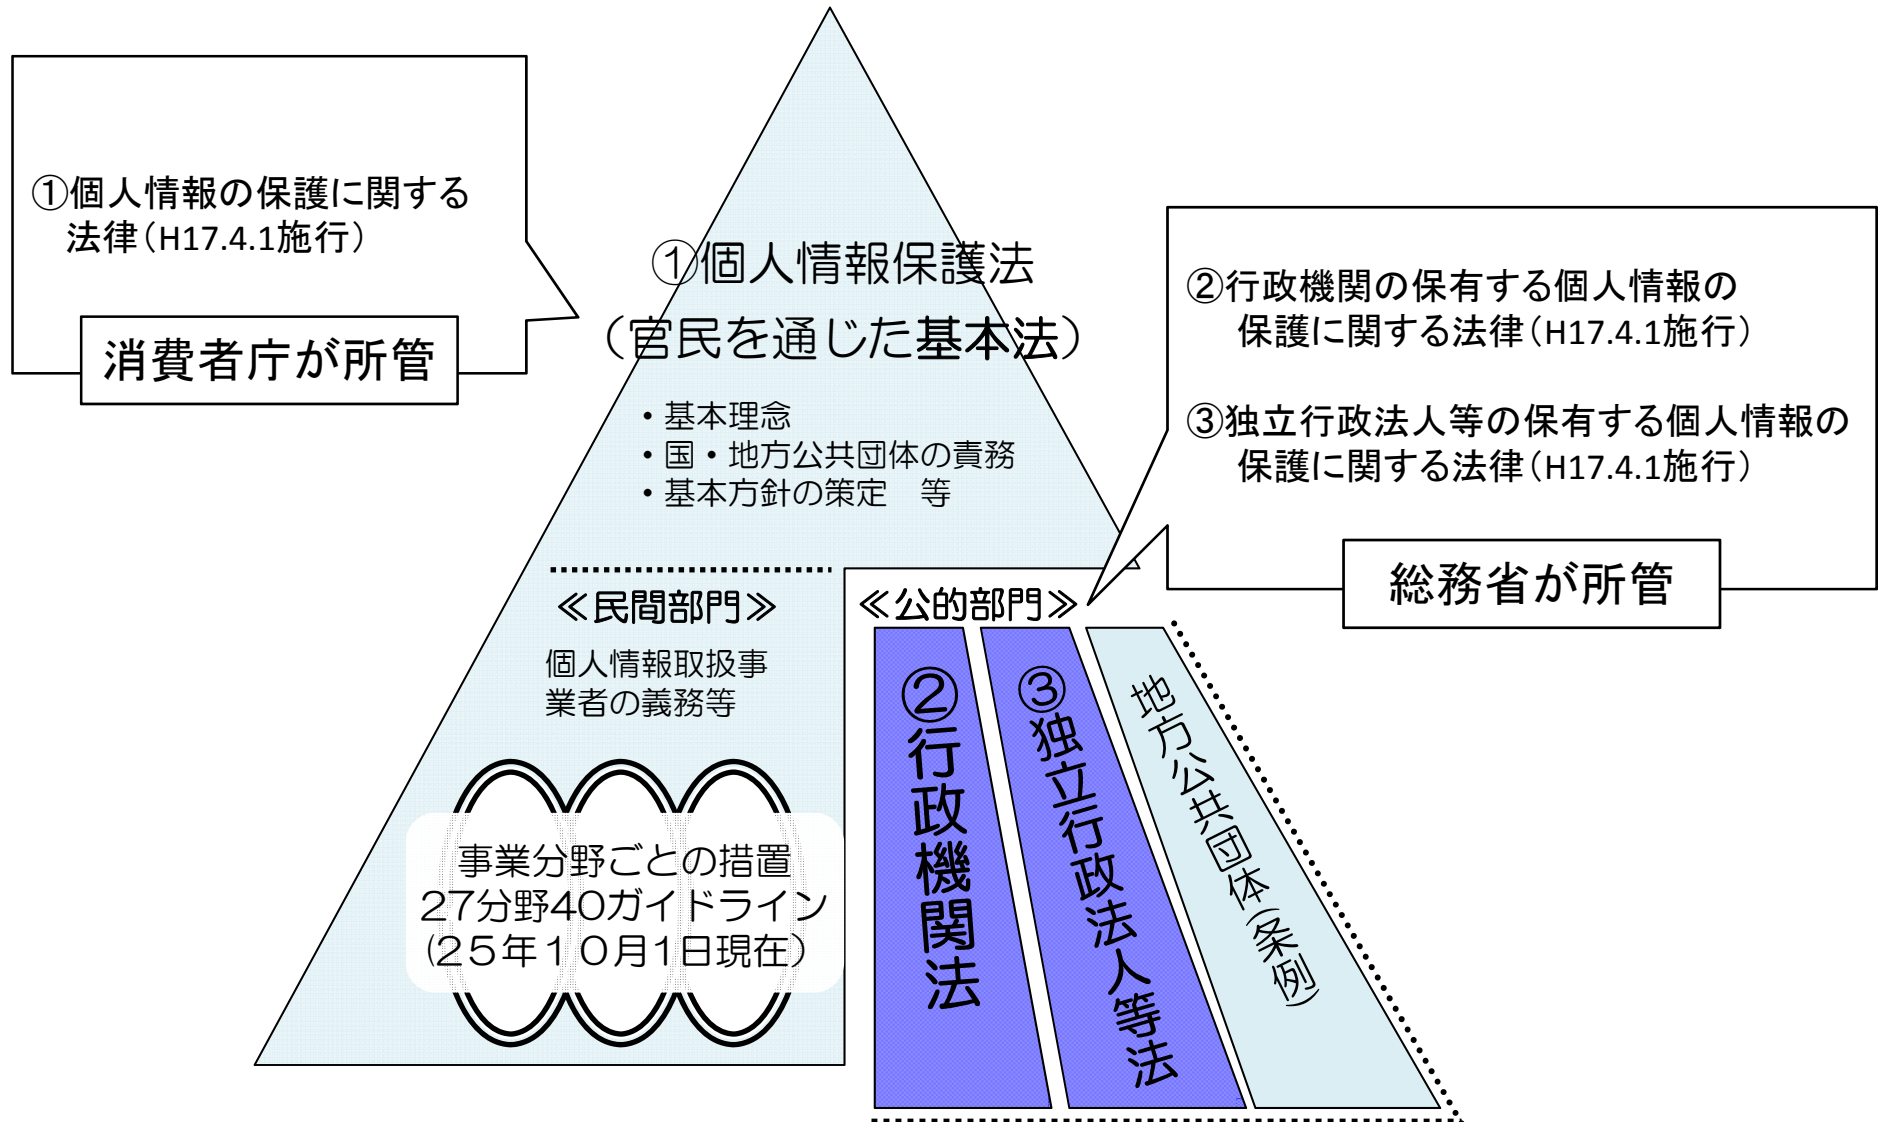 ①個人情報の保護に関する
法律(H17.4.1施行)
消費者庁が所管
①個人情報保護法
(官民を通じた基本法)
・基本理念
・国・地方公共団体の責務
・基本方針の策定　等
②行政機関の保有する個人情報の
保護に関する法律(H17.4.1施行)
③独立行政法人等の保有する個人情報の
保護に関する法律(H17.4.1施行)
総務省が所管
≪民間部門≫
個人情報取扱事
業者の義務等
事業分野ごとの措置
27分野40ガイドライン
(25年10月1日現在)
≪公的部門≫
②行政機関法
③独立行政法人等法
地方公共団体(条例)